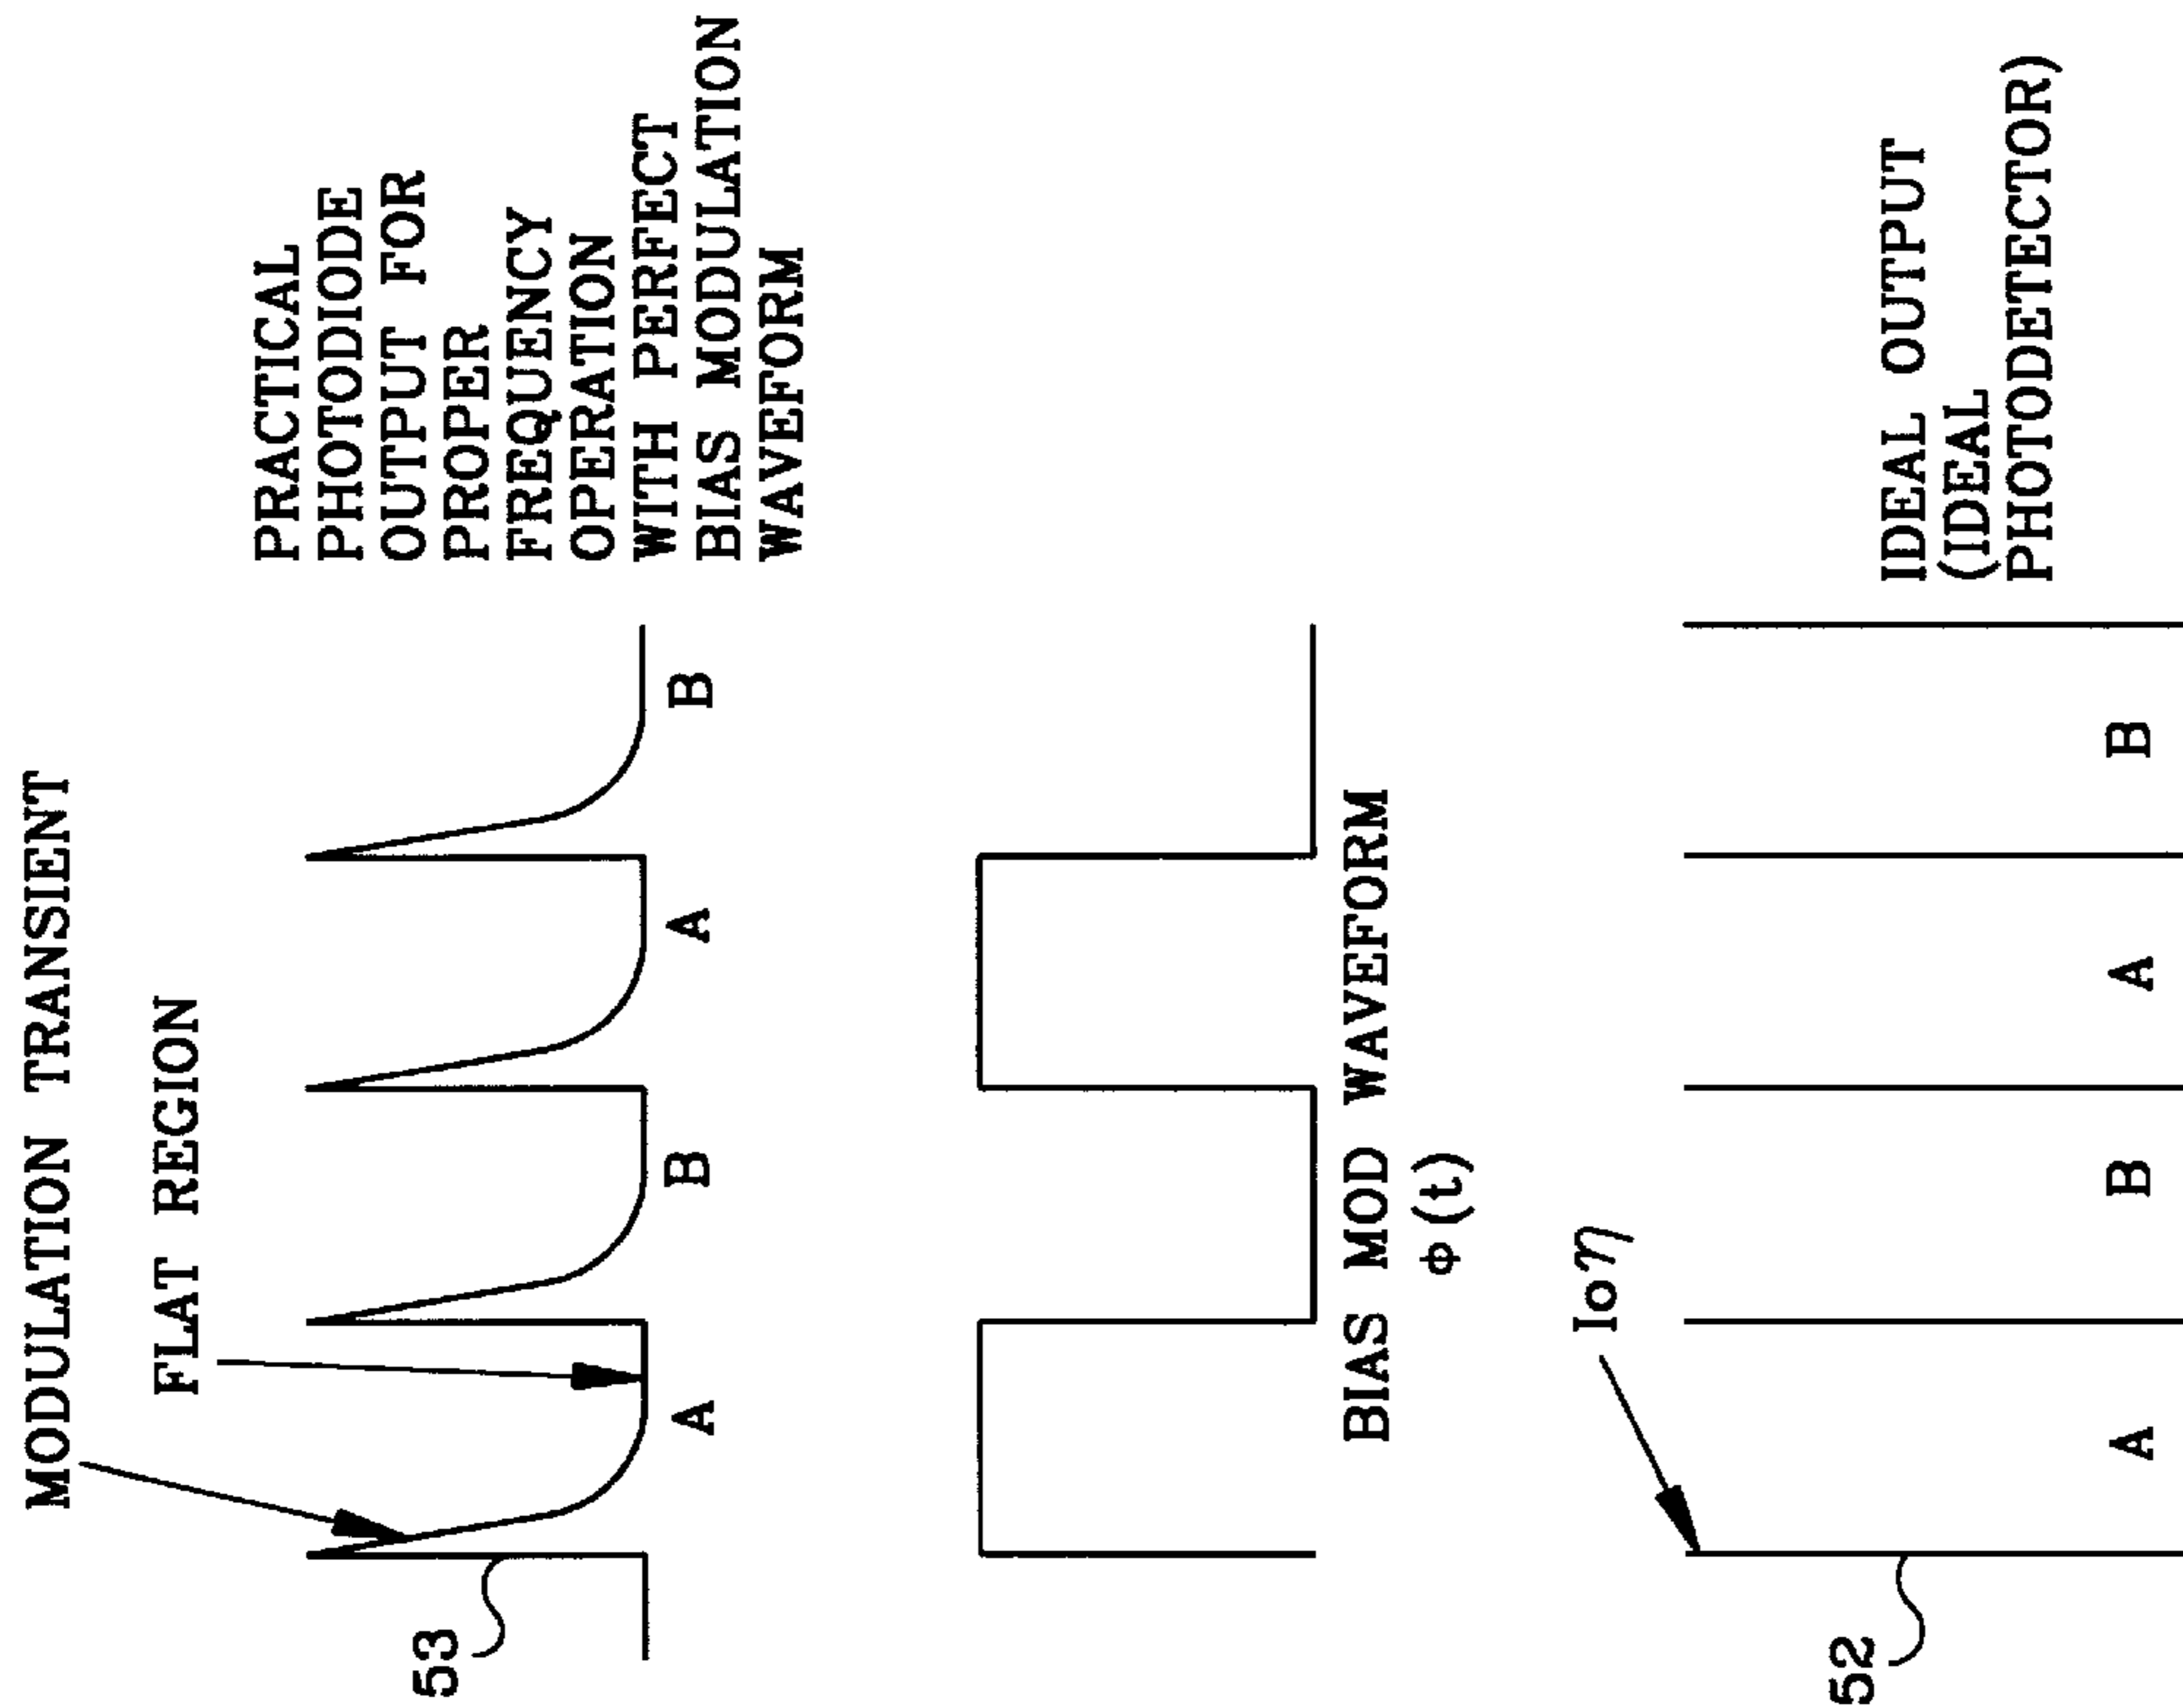 MODULATION TRANSIENT
FLAT REGION
53
A
B
A
B
PRACTICAL
PHOTODIODE
OUTPUT FOR
PROPER
FREQUENCY
OPERATION
WITH PERFECT
BIAS MODULATION
WAVEFORM
BIAS MOD WAVEFORM
ϕ(t)
Ioη
52
A
B
A
B
IDEAL OUTPUT
(IDEAL
PHOTODETECTOR)